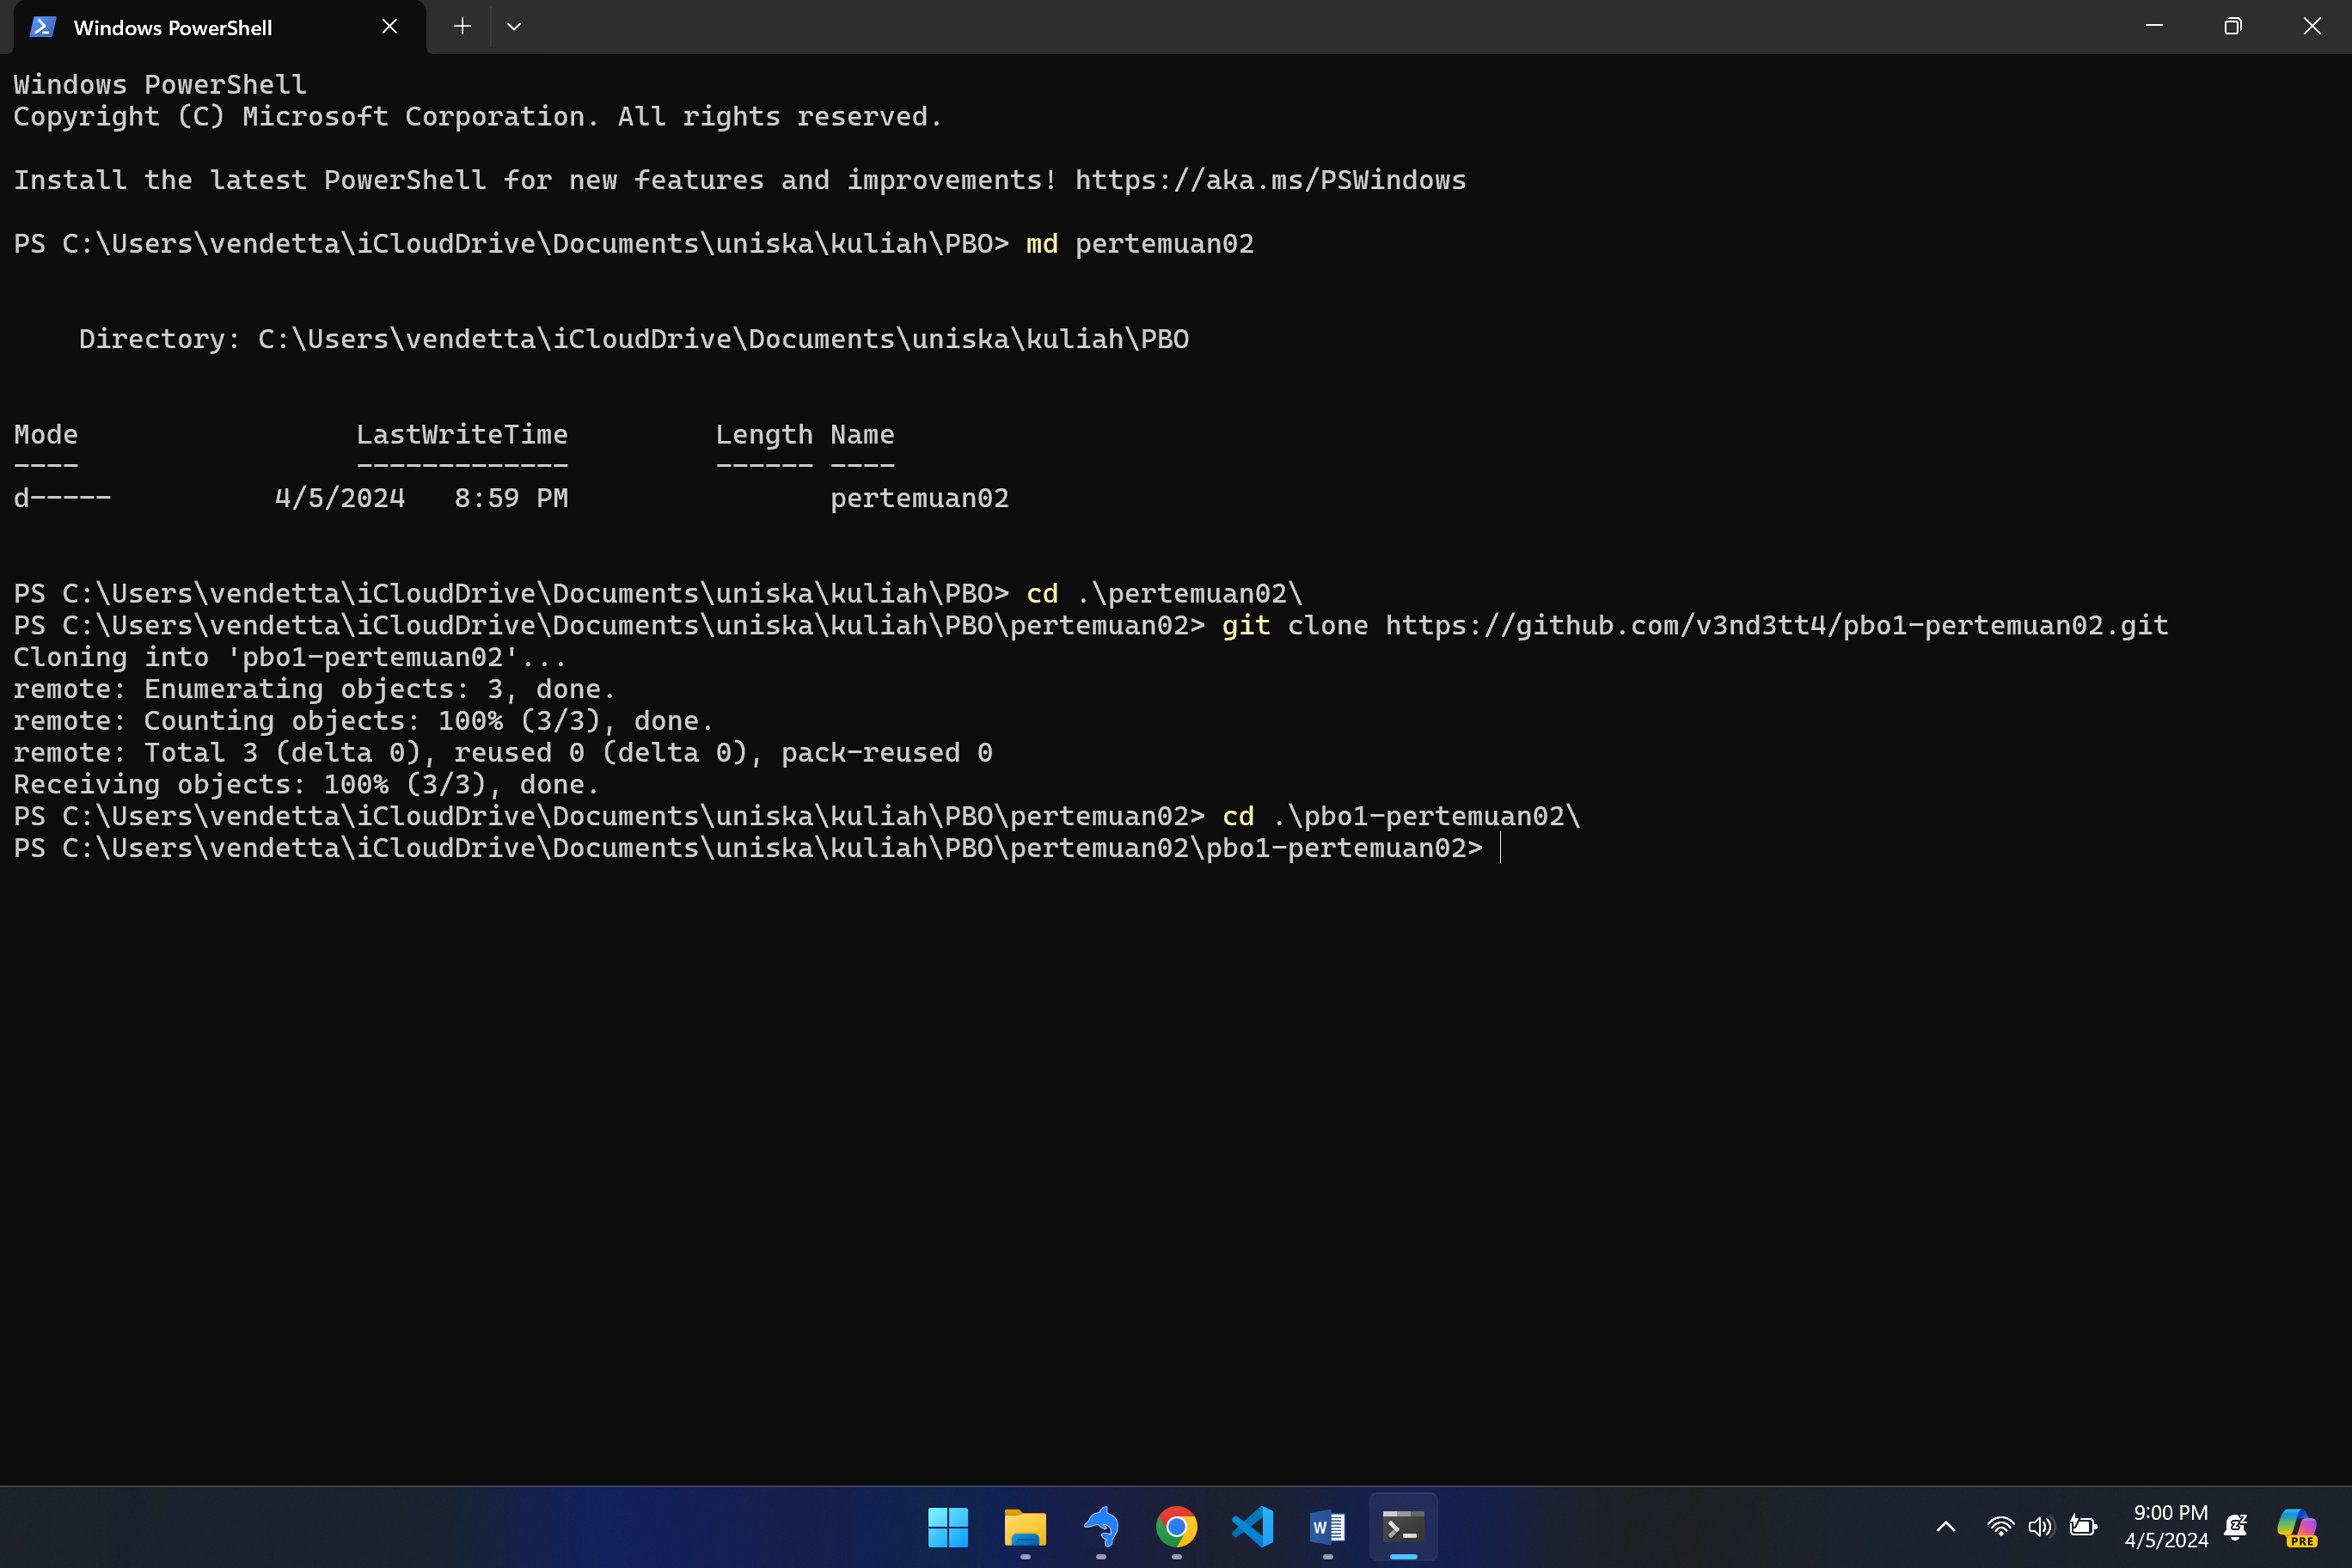 Windows PowerShell
Windows PowerShell
Copyright (C) Microsoft Corporation. All rights reserved.
Install the latest PowerShell for new features and improvements! https://aka.ms/PSWindows
PS C:\Users\vendetta\iCloudDrive\Documents\uniska\kuliah\PBO> md pertemuan02
Directory: C:\Users\vendetta\iCloudDrive\Documents\uniska\kuliah\PBO
Mode                 LastWriteTime         Length Name
----                 -------------         ------ ----
d-----          4/5/2024   8:59 PM                pertemuan02
PS C:\Users\vendetta\iCloudDrive\Documents\uniska\kuliah\PBO> cd .\pertemuan02\
PS C:\Users\vendetta\iCloudDrive\Documents\uniska\kuliah\PBO\pertemuan02> git clone https://github.com/v3nd3tt4/pbo1-pertemuan02.git
Cloning into 'pbo1-pertemuan02'...
remote: Enumerating objects: 3, done.
remote: Counting objects: 100% (3/3), done.
remote: Total 3 (delta 0), reused 0 (delta 0), pack-reused 0
Receiving objects: 100% (3/3), done.
PS C:\Users\vendetta\iCloudDrive\Documents\uniska\kuliah\PBO\pertemuan02> cd .\pbo1-pertemuan02\
PS C:\Users\vendetta\iCloudDrive\Documents\uniska\kuliah\PBO\pertemuan02\pbo1-pertemuan02>
9:00 PM
4/5/2024
PRE